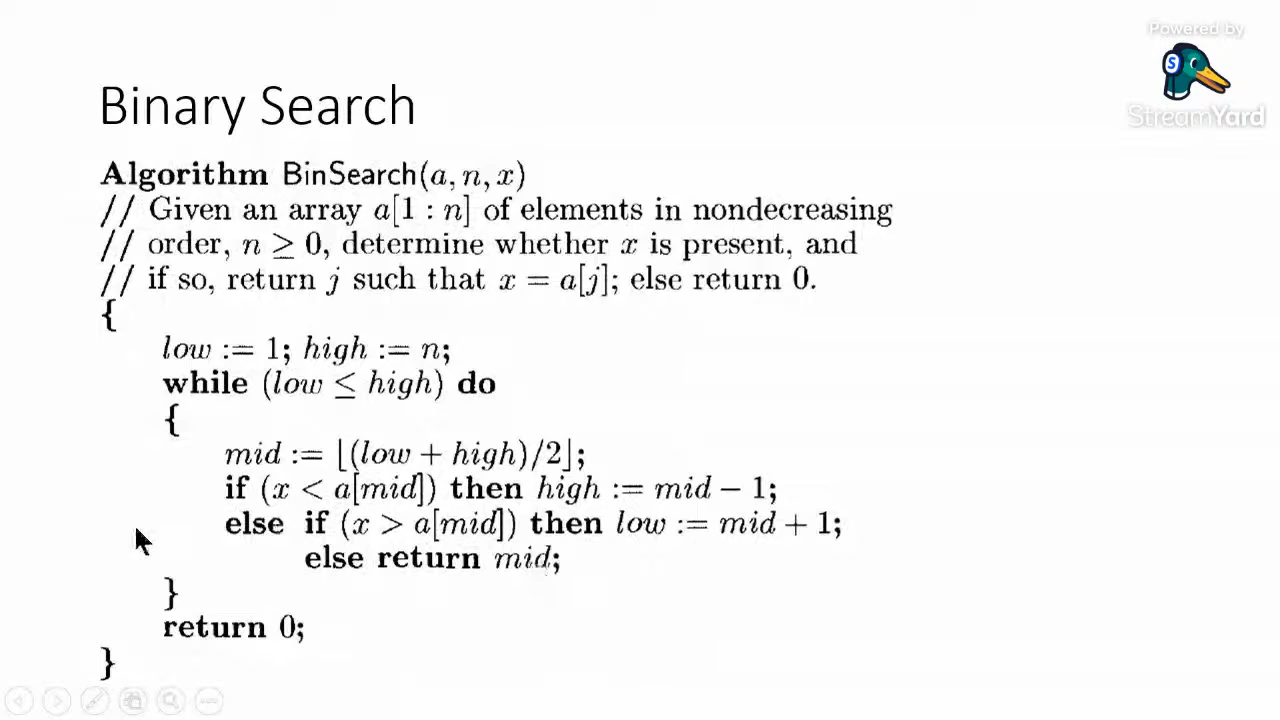 Powered by
S
StreamYard
Binary Search
Algorithm BinSearch(a, n, x)
// Given an array a[1 : n] of elements in nondecreasing
// order, n ≥ 0, determine whether x is present, and
// if so, return j such that x = a[j]; else return 0.
{
low := 1; high := n;
while (low ≤ high) do
{
mid := ⌊(low + high)/2⌋;
if (x < a[mid]) then high := mid − 1;
else if (x > a[mid]) then low := mid + 1;
else return mid;
}
return 0;
}